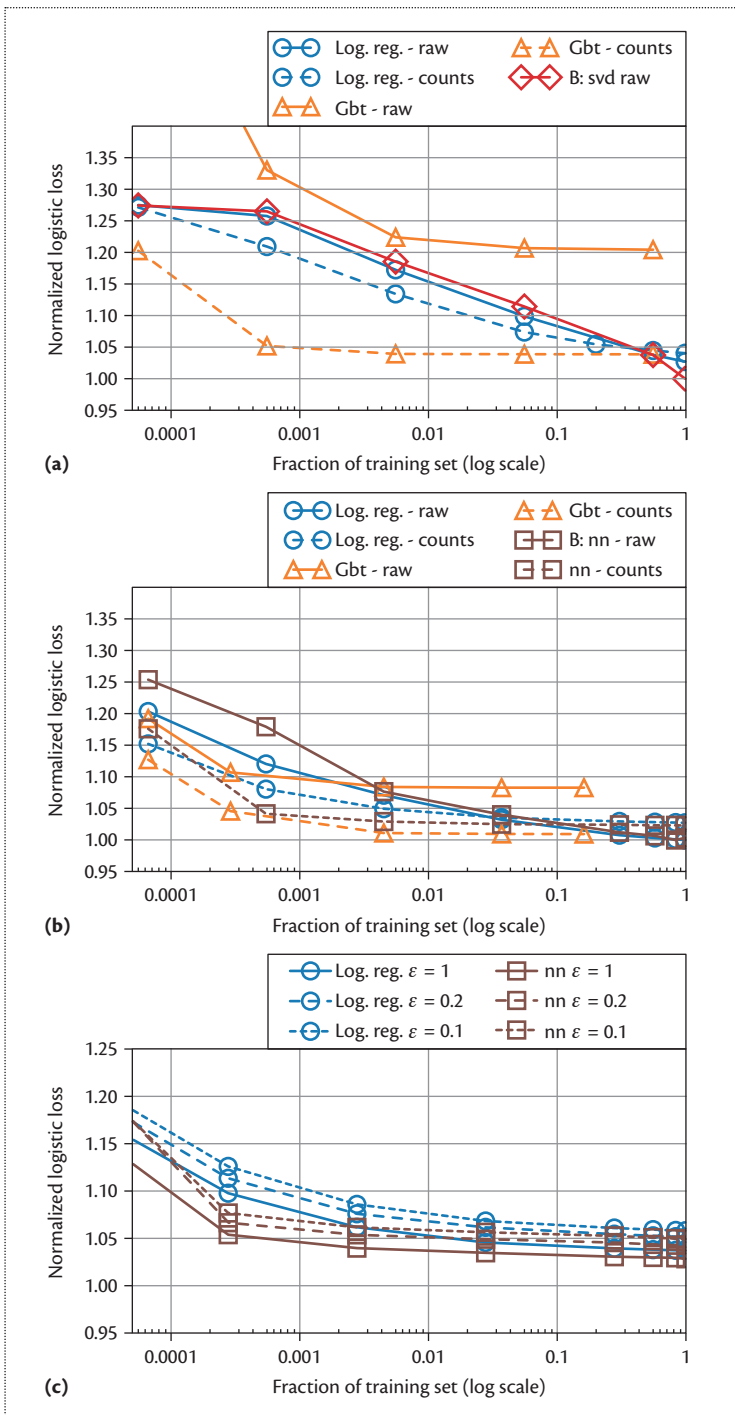 Log. reg. - raw
Log. reg. - counts
Gbt - raw
Gbt - counts
B: svd raw
Normalized logistic loss
1.35
1.30
1.25
1.20
1.15
1.10
1.05
1.00
0.95
0.0001
0.001
0.01
0.1
1
(a)
Fraction of training set (log scale)
Log. reg. - raw
Log. reg. - counts
Gbt - raw
Gbt - counts
B: nn - raw
nn - counts
Normalized logistic loss
1.35
1.30
1.25
1.20
1.15
1.10
1.05
1.00
0.95
0.0001
0.001
0.01
0.1
1
(b)
Fraction of training set (log scale)
Log. reg. ε = 1
Log. reg. ε = 0.2
Log. reg. ε = 0.1
nn ε = 1
nn ε = 0.2
nn ε = 0.1
Normalized logistic loss
1.25
1.20
1.15
1.10
1.05
1.00
0.95
0.0001
0.001
0.01
0.1
1
(c)
Fraction of training set (log scale)